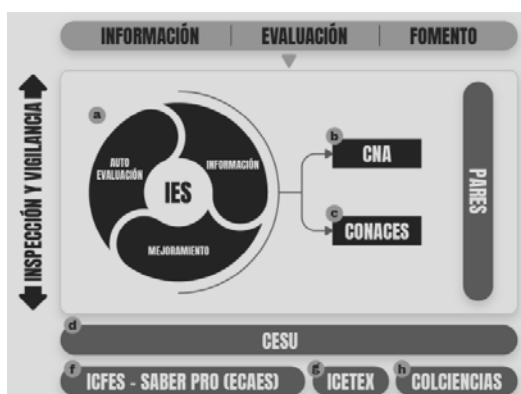 INFORMACIÓN | EVALUACIÓN | FOMENTO
INSPECCIÓN Y VIGILANCIA
a
AUTO
EVALUACIÓN
INFORMACIÓN
IES
MEJORAMIENTO
b
CNA
c
CONACES
PARES
d
CESU
f
ICFES - SABER PRO (ECAES)
g
ICETEX
h
COLCIENCIAS